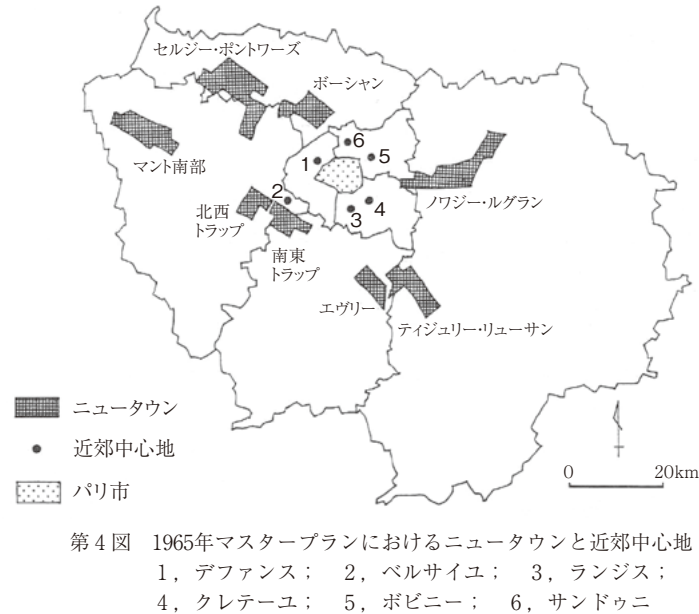 セルジー・ポントワーズ
ボーシャン
マント南部
6
1
5
2
ノワジー・ルグラン
北西
トラップ
3
4
南東
トラップ
エヴリー
ティジュリー・リューサン
ニュータウン
近郊中心地
パリ市
0 20km
第4図 1965年マスタープランにおけるニュータウンと近郊中心地
1，デファンス； 2，ベルサイユ； 3，ランジス；
4，クレテーユ； 5，ボビニー； 6，サンドゥニ